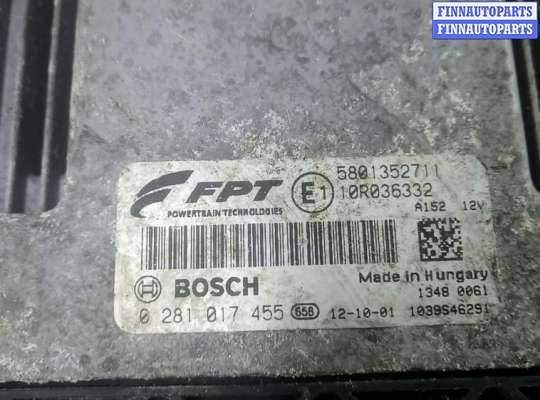 FINNAUTOPARTS
FINNAUTOPARTS
FPT
POWERTRAIN TECHNOLOGIES
E1
5801352711
10R036332
A152 12V
BOSCH
Made in Hungary
1348 0061
0 281 017 455 65B 12-10-01 1039S46291